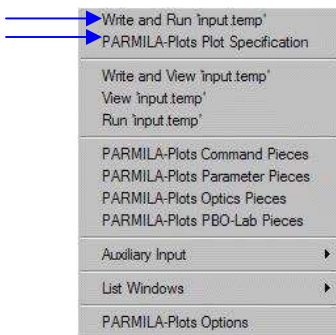 Write and Run 'input.temp'
PARMILA-Plots Plot Specification
Write and View 'input.temp'
View 'input.temp'
Run 'input.temp'
PARMILA-Plots Command Pieces
PARMILA-Plots Parameter Pieces
PARMILA-Plots Optics Pieces
PARMILA-Plots PBO-Lab Pieces
Auxiliary Input
List Windows
PARMILA-Plots Options